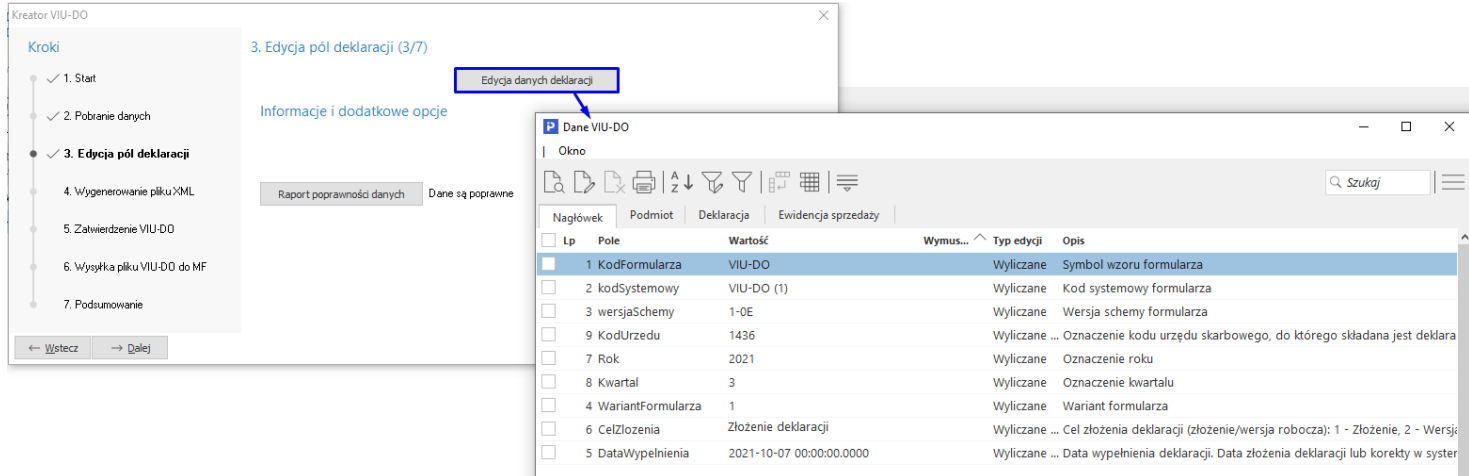 Kreator VIU-DO
Kroki
1. Start
2. Pobranie danych
3. Edycja pól deklaracji
4. Wygenerowanie pliku XML
5. Zatwierdzenie VIU-DO
6. Wysyłka pliku VIU-DO do MF
7. Podsumowanie
3. Edycja pól deklaracji (3/7)
Edycja danych deklaracji
Informacje i dodatkowe opcje
Raport poprawności danych Dane są poprawne
← Wstecz → Dalej
Dane VIU-DO
Okno
Szukaj
Nagłówek Podmiot Deklaracja Ewidencja sprzedaży
Lp Pole Wartość Wymus... Typ edycji Opis
1 KodFormularza VIU-DO Wyliczane Symbol wzoru formularza
2 kodSystemowy VIU-DO (1) Wyliczane Kod systemowy formularza
3 wersjaSchemy 1-0E Wyliczane Wersja schemy formularza
9 KodUrzedu 1436 Wyliczane ... Oznaczenie kodu urzędu skarbowego, do którego składana jest deklara
7 Rok 2021 Wyliczane Oznaczenie roku
8 Kwartal 3 Wyliczane Oznaczenie kwartalu
4 WariantFormularza 1 Wyliczane Wariant formularza
6 CelZlozenia Złożenie deklaracji Wyliczane ... Cel złożenia deklaracji (złożenie/wersja robocza): 1 - Złożenie, 2 - Wersja
5 DataWypelnienia 2021-10-07 00:00:00.0000 Wyliczane ... Data wypełnienia deklaracji. Data złożenia deklaracji lub korekty w system